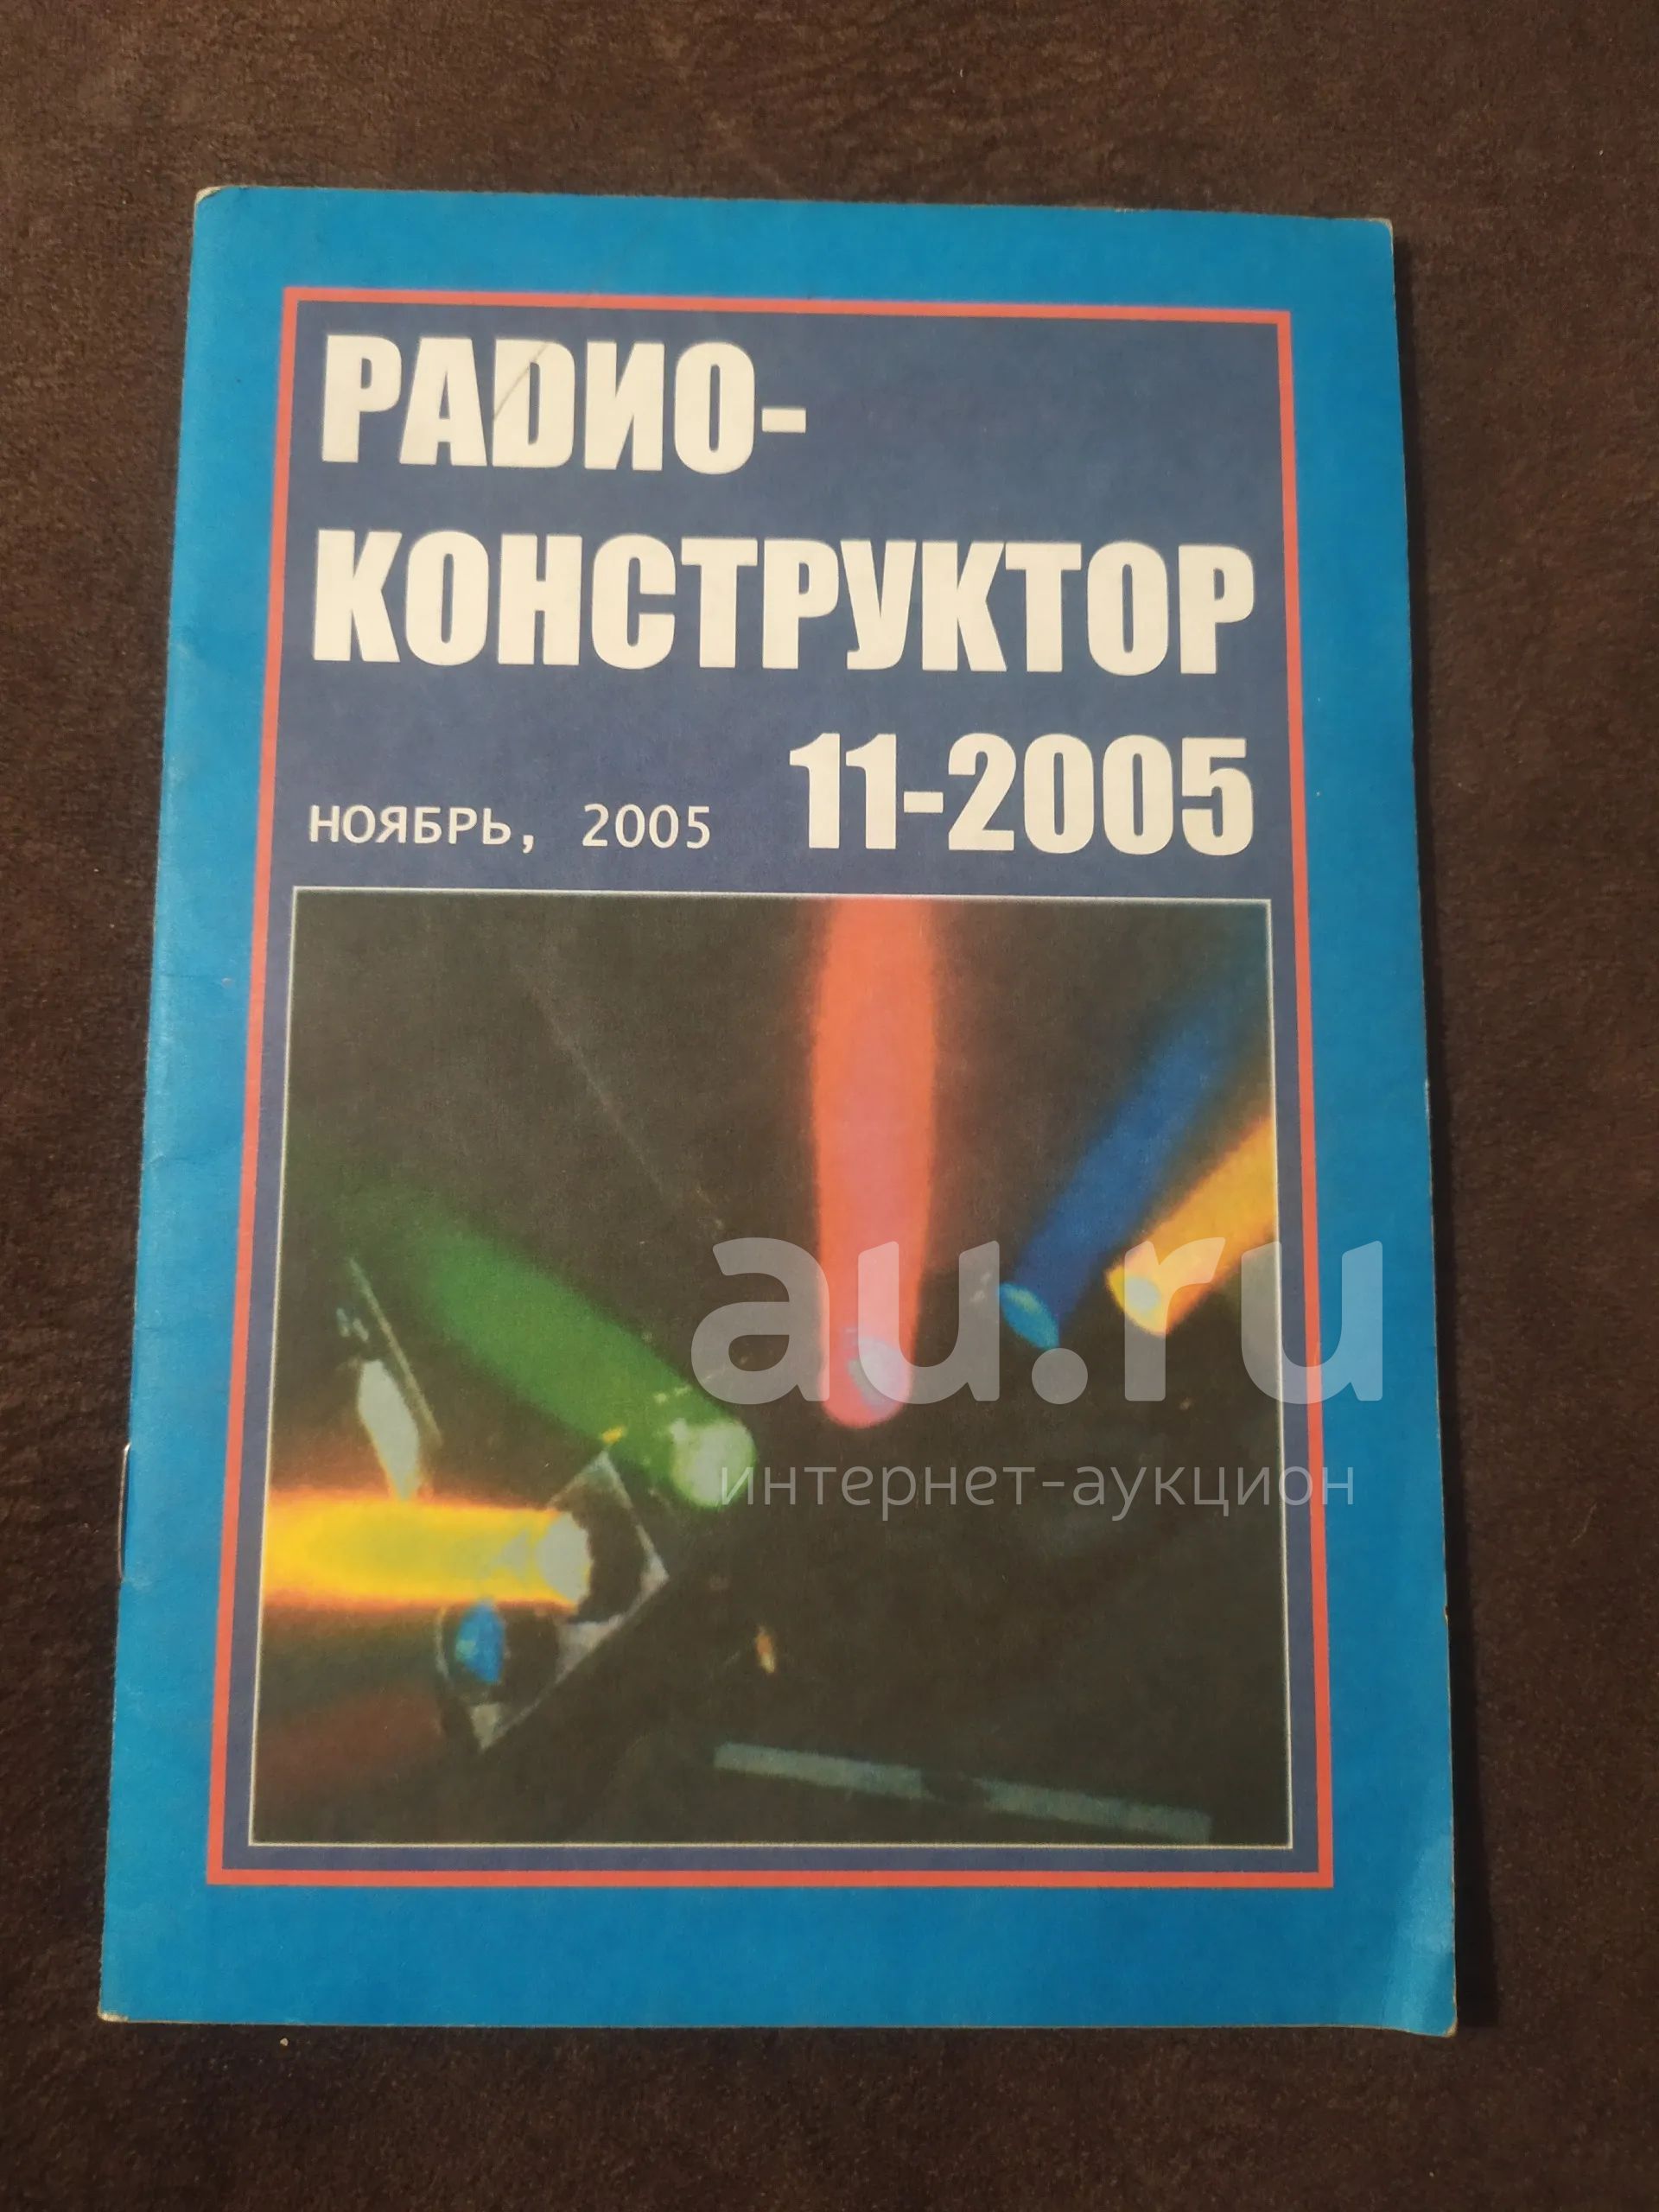 РАDИО-
КОНСТРУКТОР
11-2005
НОЯБРЬ, 2005
au.ru
интернет-аукцион